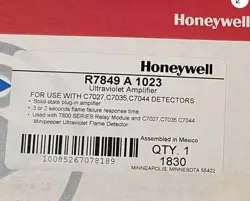 2
Honeywell
Honeywell
R7849 A 1023
Ultraviolet Amplifier
FOR USE WITH C7027,C7035,C7044 DETECTORS
• Solid-state plug-in amplifier
• 3 or 2 seconds flame failure response time,
• Used with 7800 SERIES Relay Module and C7027,C7035,C7044
Minipeeper Ultraviolet Flame Detector
Assembled in Mexico
QTY. 1
1830
10085267078189
MINNEAPOLIS, MINNESOTA 55422